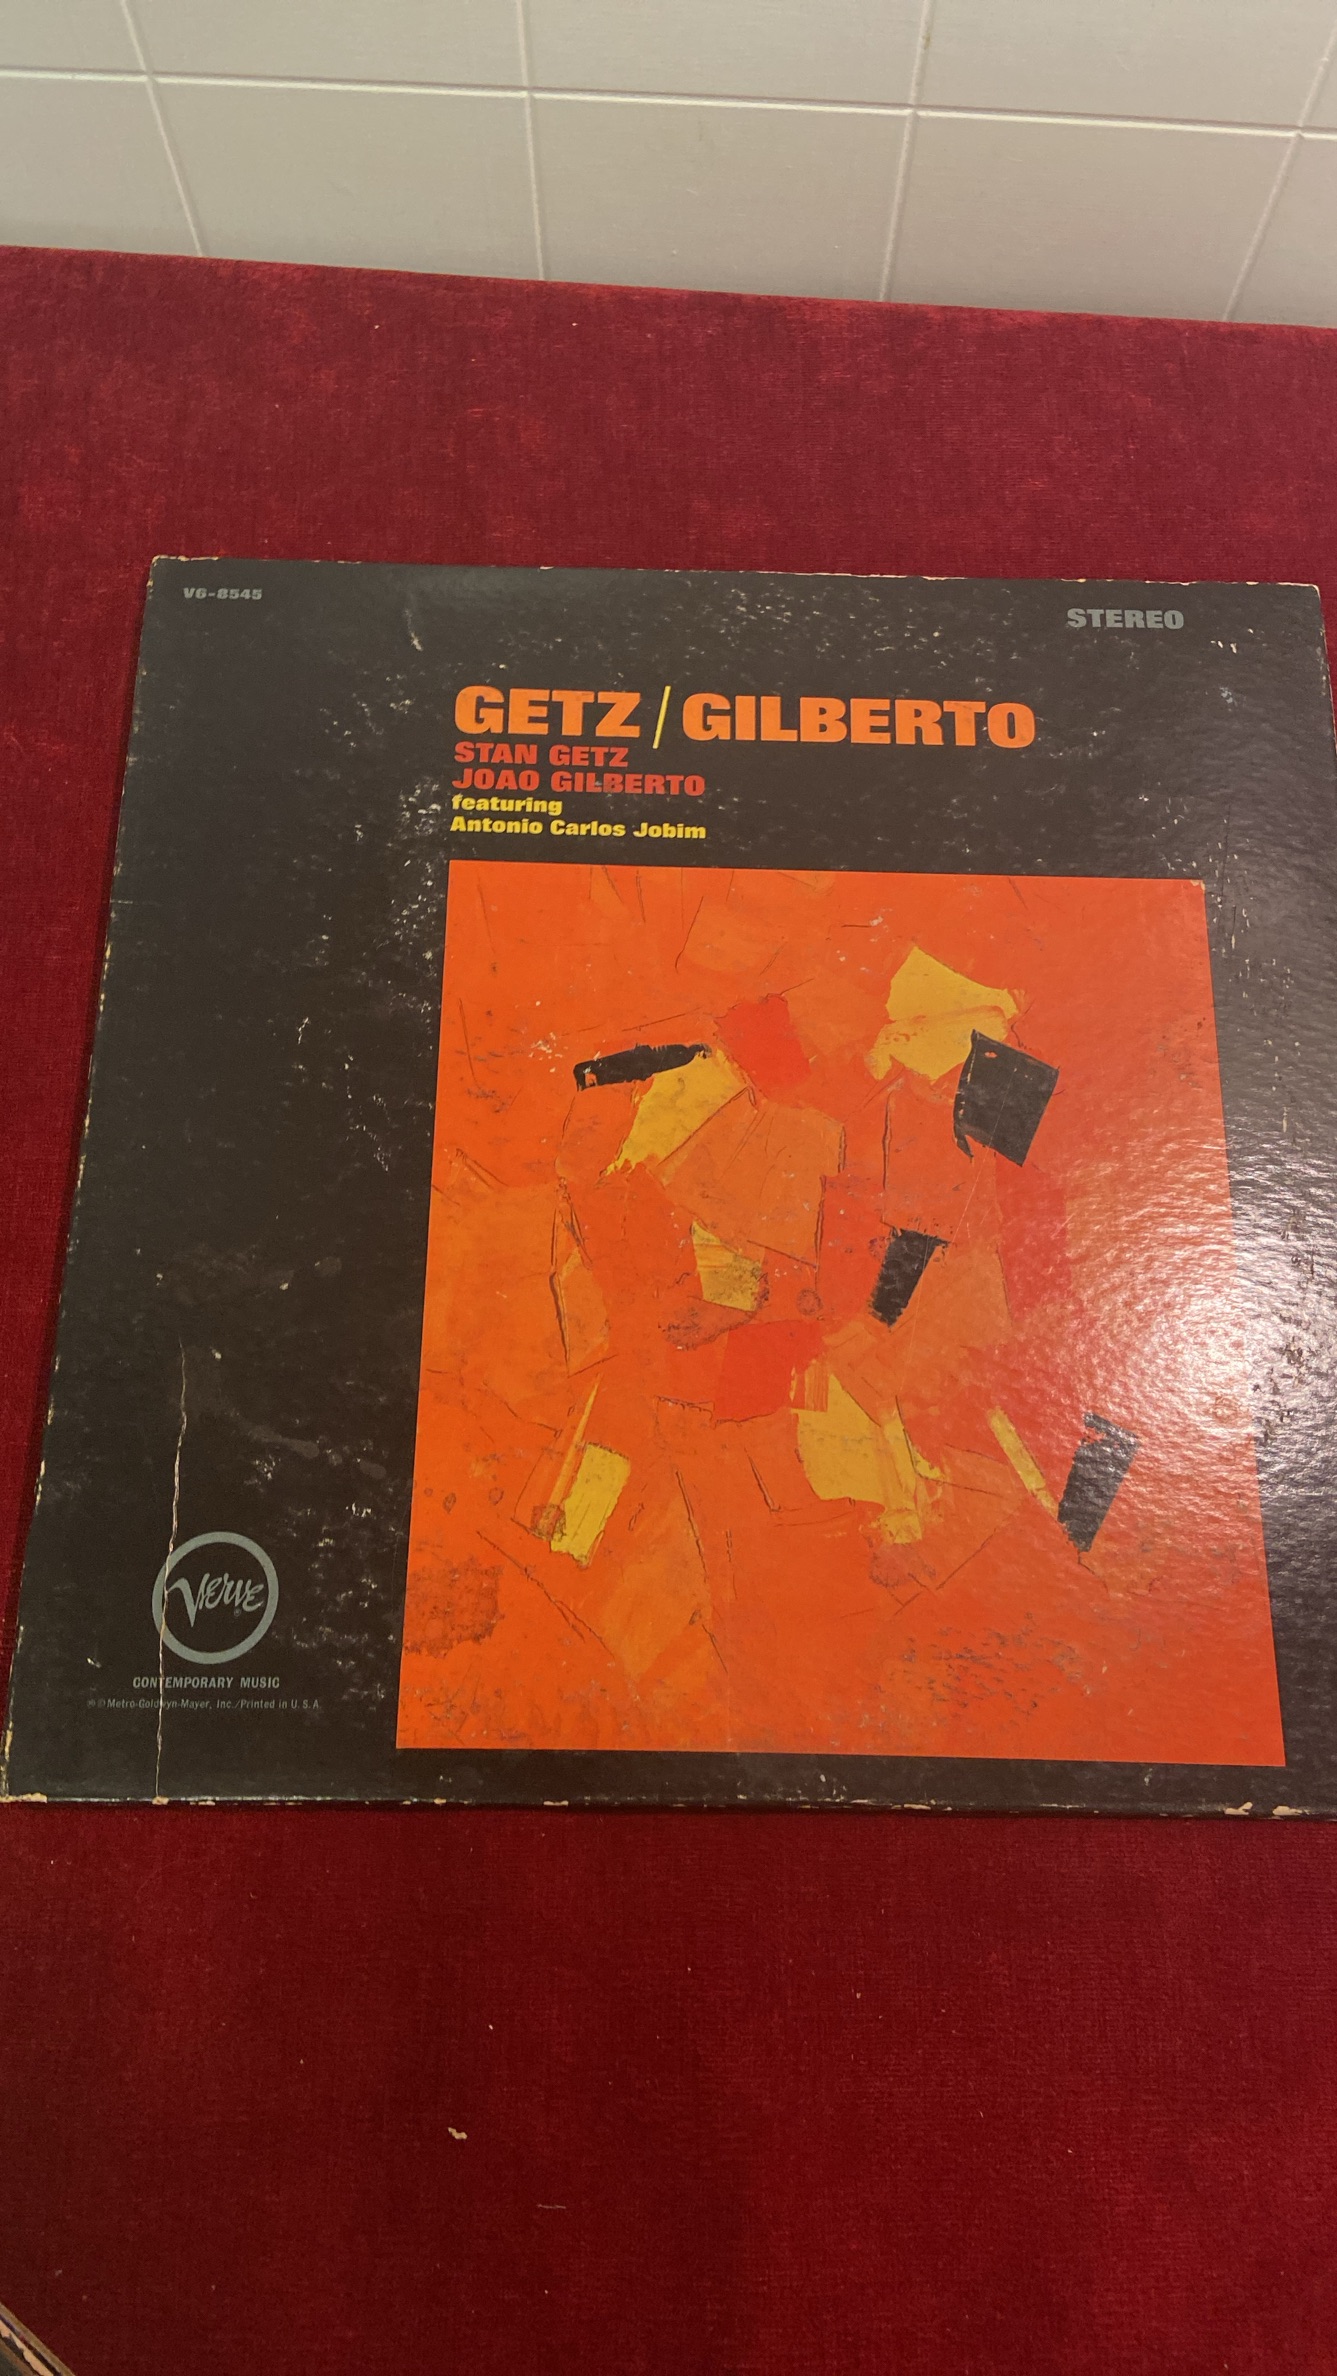 V6-8545
STEREO
GETZ/GILBERTO
STAN GETZ
JOAO GILBERTO
featuring
Antonio Carlos Jobim
VERVE
CONTEMPORARY MUSIC
Metro-Goldwyn-Mayer, Inc./Printed in U. S. A.